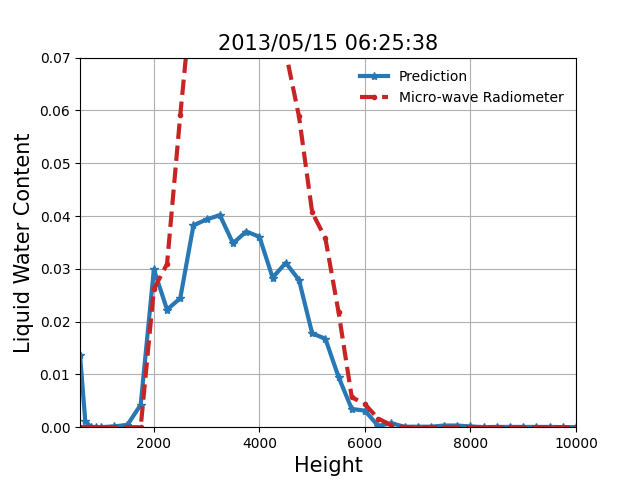 2013/05/15 06:25:38
Prediction
Micro-wave Radiometer
0.07
0.06
0.05
0.04
0.03
0.02
0.01
0.00
Liquid Water Content
2000 4000 6000 8000 10000
Height